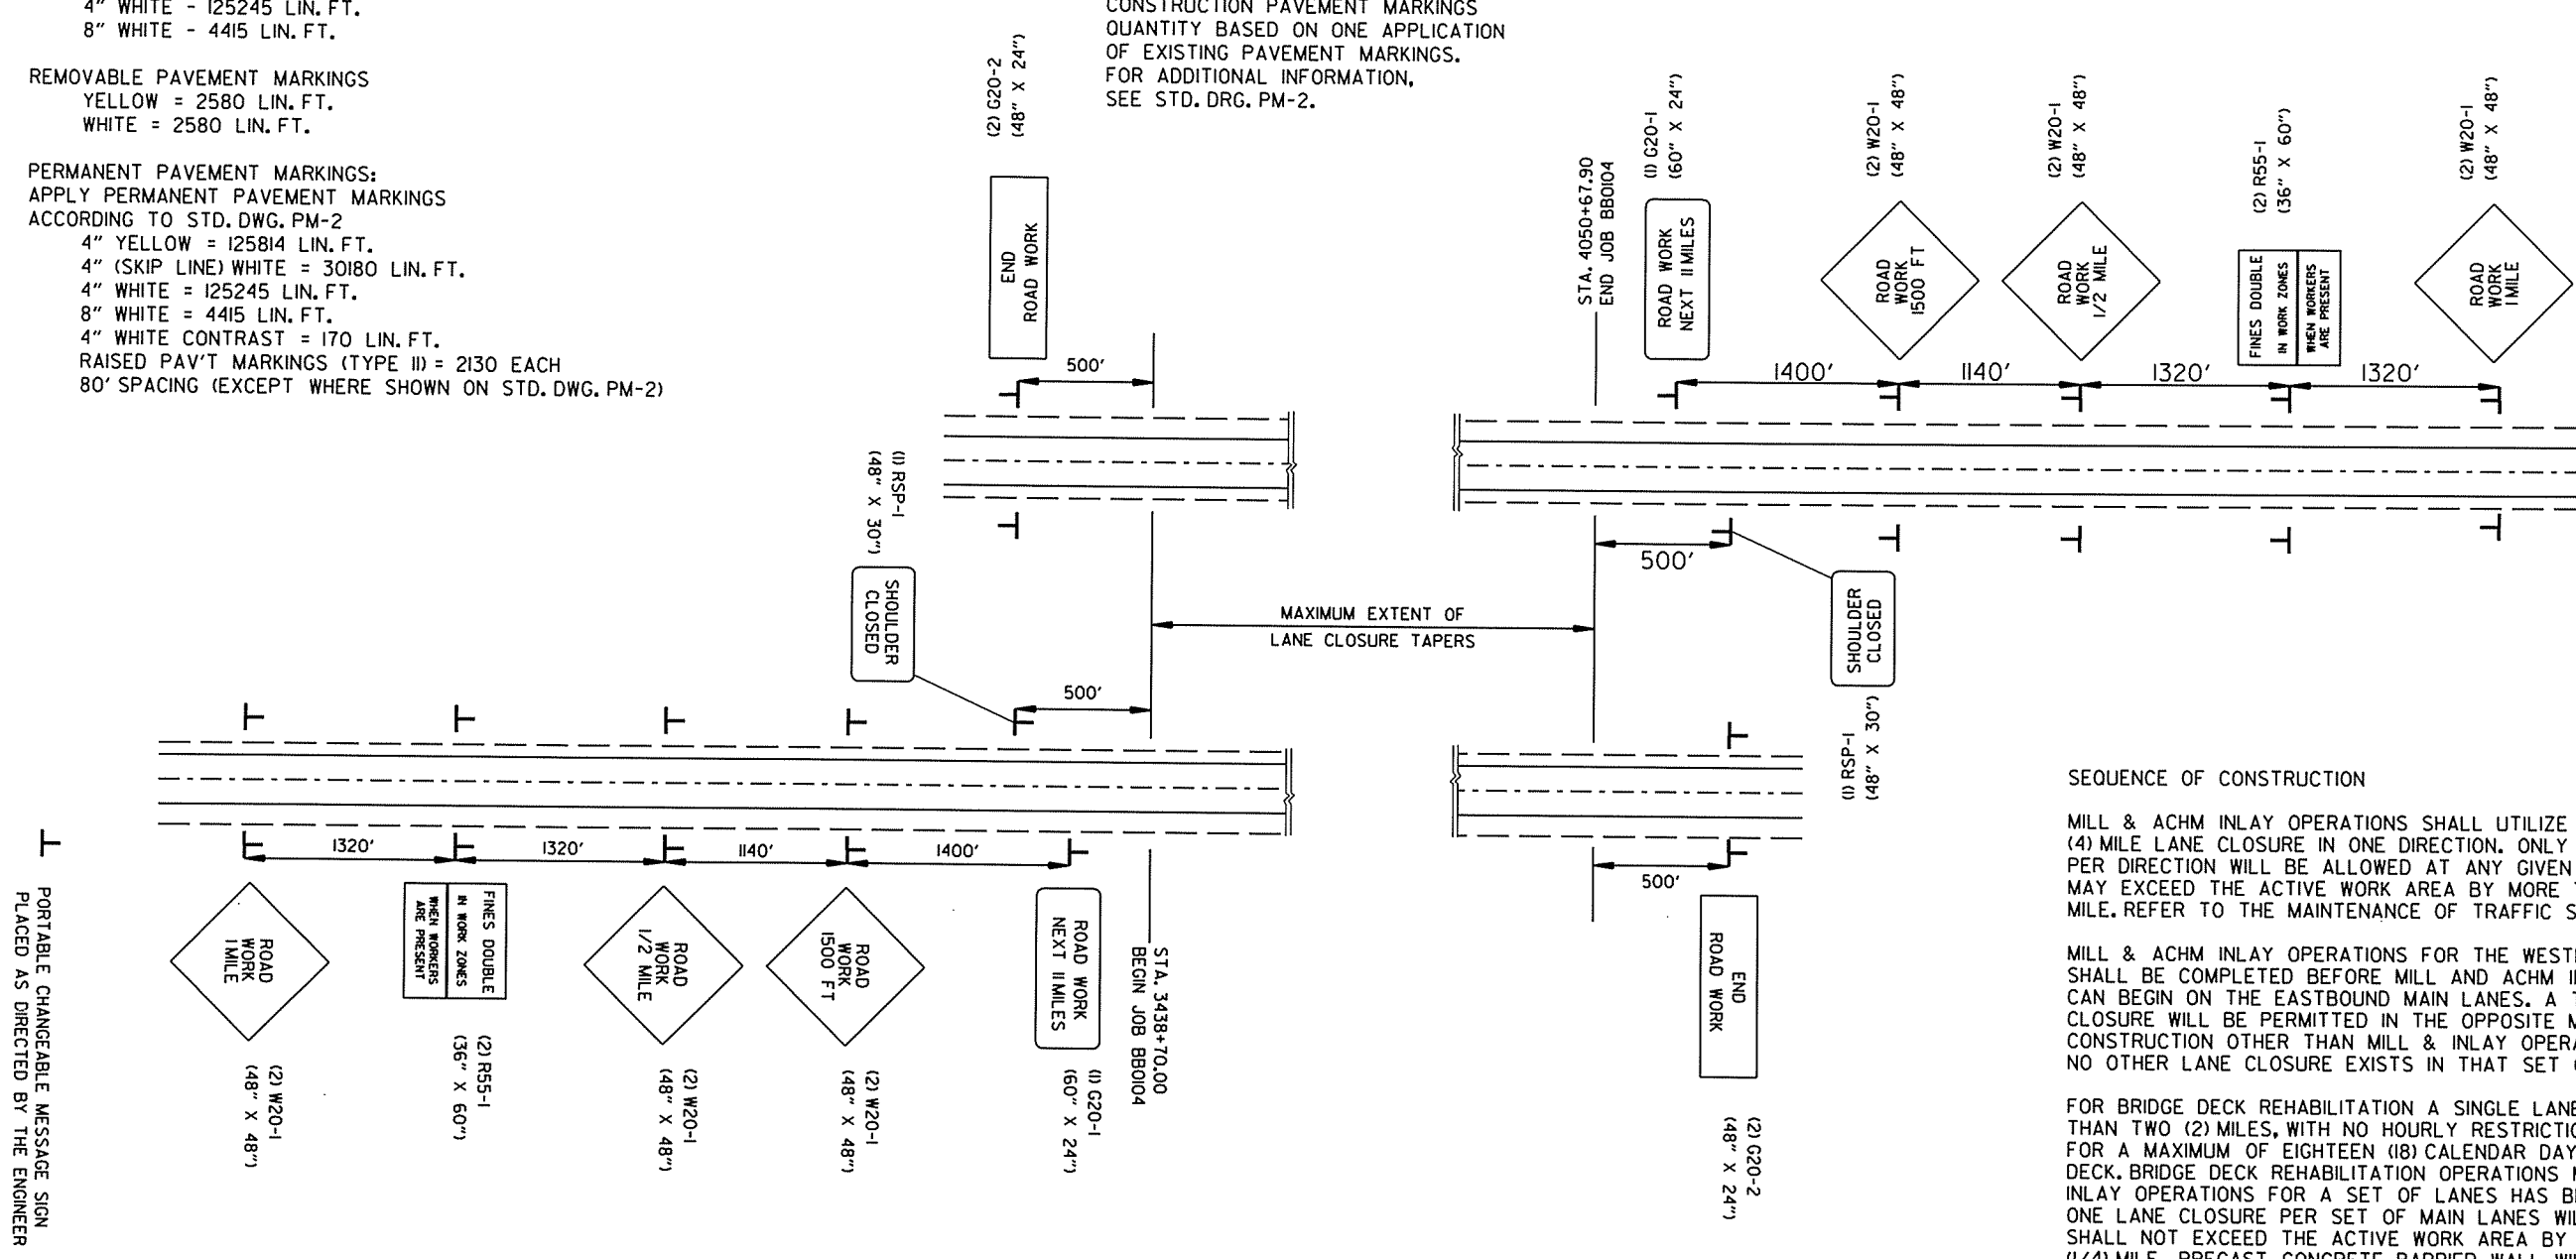 4" WHITE - 125245 LIN. FT.
8" WHITE - 4415 LIN. FT.
REMOVABLE PAVEMENT MARKINGS
YELLOW = 2580 LIN. FT.
WHITE = 2580 LIN. FT.
PERMANENT PAVEMENT MARKINGS:
APPLY PERMANENT PAVEMENT MARKINGS
ACCORDING TO STD. DWG. PM-2
4" YELLOW = 125814 LIN. FT.
4" (SKIP LINE) WHITE = 30180 LIN. FT.
4" WHITE = 125245 LIN. FT.
8" WHITE = 4415 LIN. FT.
4" WHITE CONTRAST = 170 LIN. FT.
RAISED PAV'T MARKINGS (TYPE II) = 2130 EACH
80' SPACING (EXCEPT WHERE SHOWN ON STD. DWG. PM-2)
CONSTRUCTION PAVEMENT MARKINGS
QUANTITY BASED ON ONE APPLICATION
OF EXISTING PAVEMENT MARKINGS.
FOR ADDITIONAL INFORMATION,
SEE STD. DRG. PM-2.
(2) G20-2
(48" X 24")
END
ROAD WORK
500'
STA. 4050+67.90
END JOB BB0104
(1) G20-1
(60" X 24")
ROAD WORK
NEXT 11 MILES
(2) W20-1
(48" X 48")
ROAD
WORK
1500 FT
(2) W20-1
(48" X 48")
ROAD
WORK
1/2 MILE
(2) R55-1
(36" X 60")
FINES DOUBLE
IN WORK ZONES
WHEN WORKERS
ARE PRESENT
(2) W20-1
(48" X 48")
ROAD
WORK
1 MILE
1400'
1140'
1320'
1320'
(1) RSP-1
(48" X 30")
SHOULDER
CLOSED
500'
MAXIMUM EXTENT OF
LANE CLOSURE TAPERS
500'
SHOULDER
CLOSED
(1) RSP-1
(48" X 30")
1320'
1320'
1140'
1400'
500'
PORTABLE CHANGEABLE MESSAGE SIGN
PLACED AS DIRECTED BY THE ENGINEER
ROAD
WORK
1 MILE
(2) W20-1
(48" X 48")
FINES DOUBLE
IN WORK ZONES
WHEN WORKERS
ARE PRESENT
(2) R55-1
(36" X 60")
ROAD
WORK
1/2 MILE
(2) W20-1
(48" X 48")
ROAD
WORK
1500 FT
(2) W20-1
(48" X 48")
ROAD WORK
NEXT 11 MILES
(1) G20-1
(60" X 24")
STA. 3438+70.00
BEGIN JOB BB0104
END
ROAD WORK
(2) G20-2
(48" X 24")
SEQUENCE OF CONSTRUCTION
MILL & ACHM INLAY OPERATIONS SHALL UTILIZE
(4) MILE LANE CLOSURE IN ONE DIRECTION. ONLY
PER DIRECTION WILL BE ALLOWED AT ANY GIVEN
MAY EXCEED THE ACTIVE WORK AREA BY MORE
MILE. REFER TO THE MAINTENANCE OF TRAFFIC
MILL & ACHM INLAY OPERATIONS FOR THE
SHALL BE COMPLETED BEFORE MILL AND ACHM
CAN BEGIN ON THE EASTBOUND MAIN LANES. A
CLOSURE WILL BE PERMITTED IN THE OPPOSITE
CONSTRUCTION OTHER THAN MILL & INLAY
NO OTHER LANE CLOSURE EXISTS IN THAT SET
FOR BRIDGE DECK REHABILITATION A SINGLE LANE
THAN TWO (2) MILES, WITH NO HOURLY
FOR A MAXIMUM OF EIGHTEEN (18) CALENDAR
DECK. BRIDGE DECK REHABILITATION OPERATIONS
INLAY OPERATIONS FOR A SET OF LANES HAS
ONE LANE CLOSURE PER SET OF MAIN LANES
SHALL NOT EXCEED THE ACTIVE WORK AREA BY
(1/4) MILE. PRECAST CONCRETE BARRIER WALL